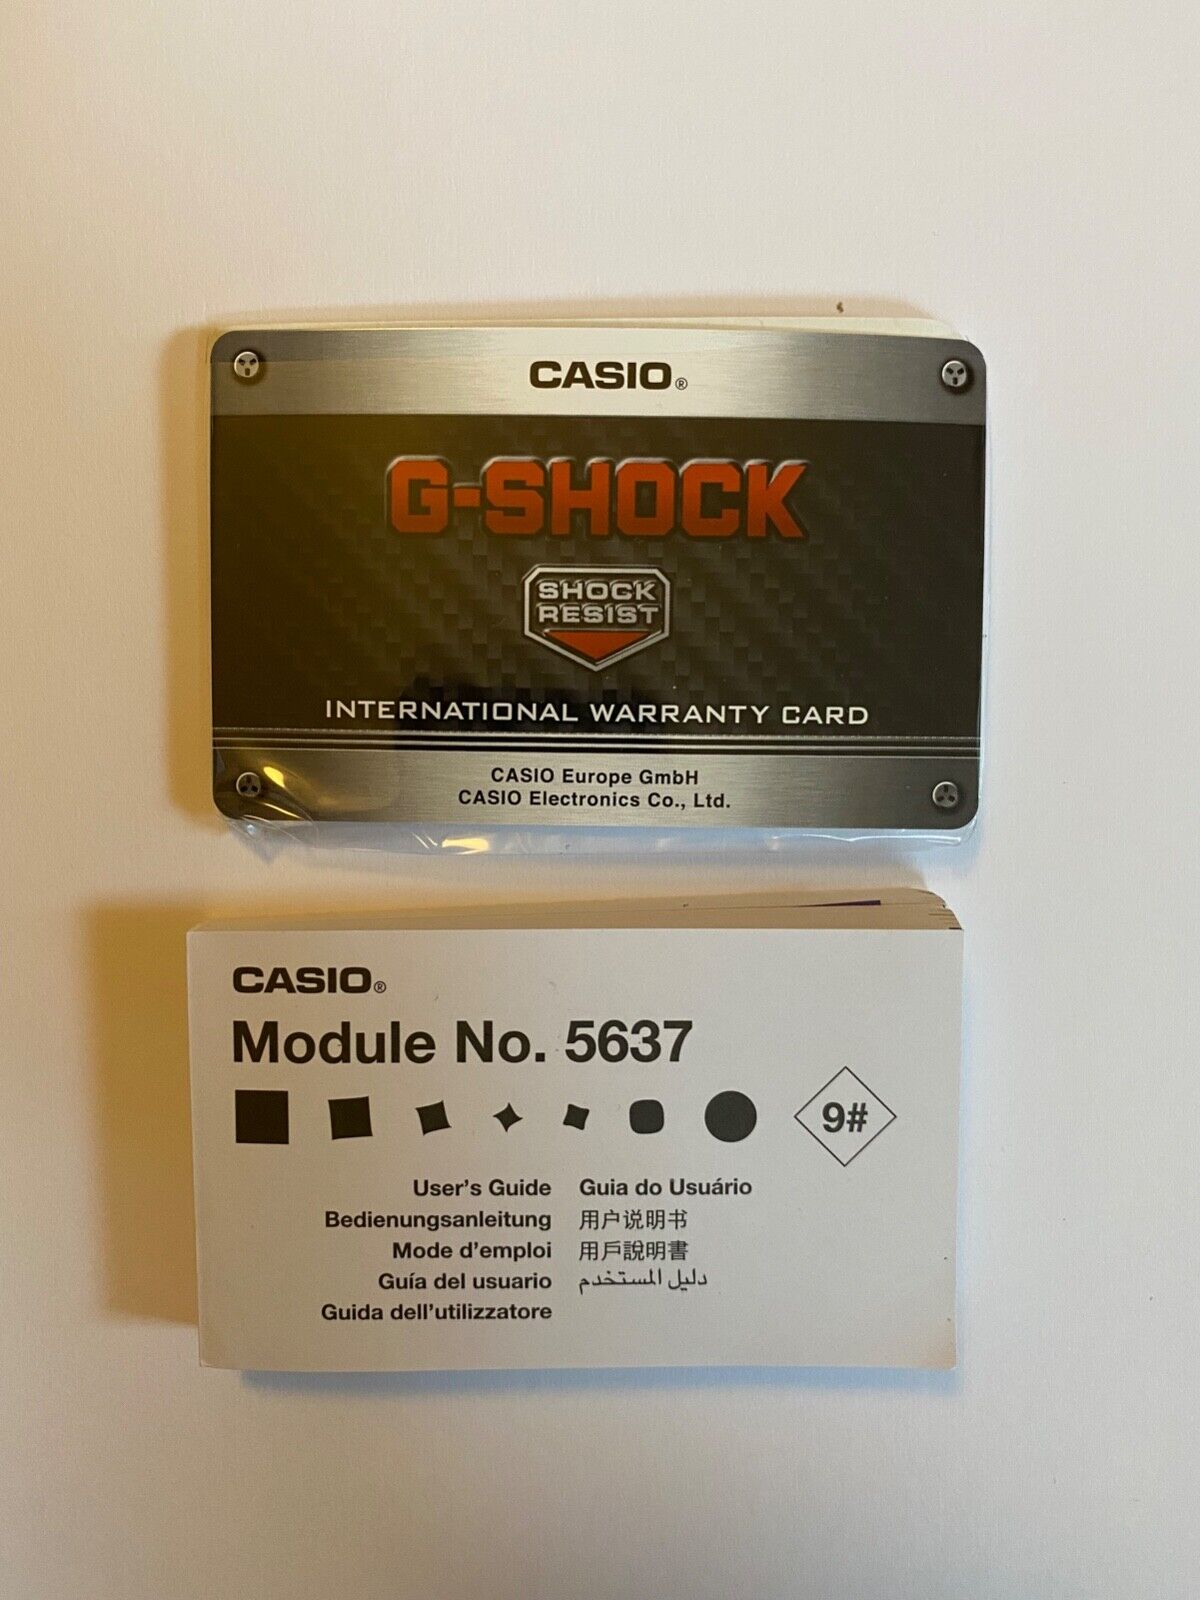 CASIO®
G-SHOCK
SHOCK
RESIST
INTERNATIONAL WARRANTY CARD
CASIO Europe GmbH
CASIO Electronics Co., Ltd.
CASIO®
Module No. 5637
9#
User's Guide
Bedienungsanleitung
Mode d'emploi
Guía del usuario
Guida dell'utilizzatore
Guia do Usuário
用户说明书
用戶說明書
دليل المستخدم